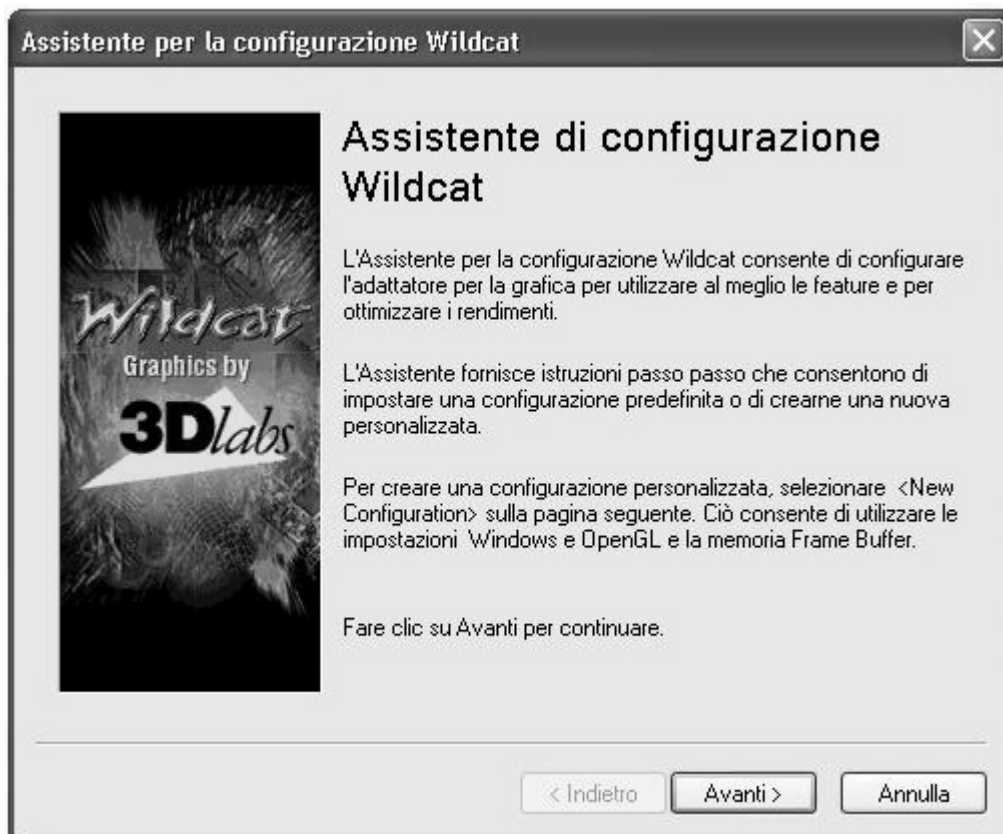 Assistente per la configurazione Wildcat
Assistente di configurazione
Wildcat
L'Assistente per la configurazione Wildcat consente di configurare
l'adattatore per la grafica per utilizzare al meglio le feature e per
ottimizzare i rendimenti.
L'Assistente fornisce istruzioni passo passo che consentono di
impostare una configurazione predefinita o di crearne una nuova
personalizzata.
Per creare una configurazione personalizzata, selezionare <New
Configuration> sulla pagina seguente. Ciò consente di utilizzare le
impostazioni Windows e OpenGL e la memoria Frame Buffer.
Fare clic su Avanti per continuare.
Wildcat
Graphics by
3Dlabs
< Indietro
Avanti >
Annulla